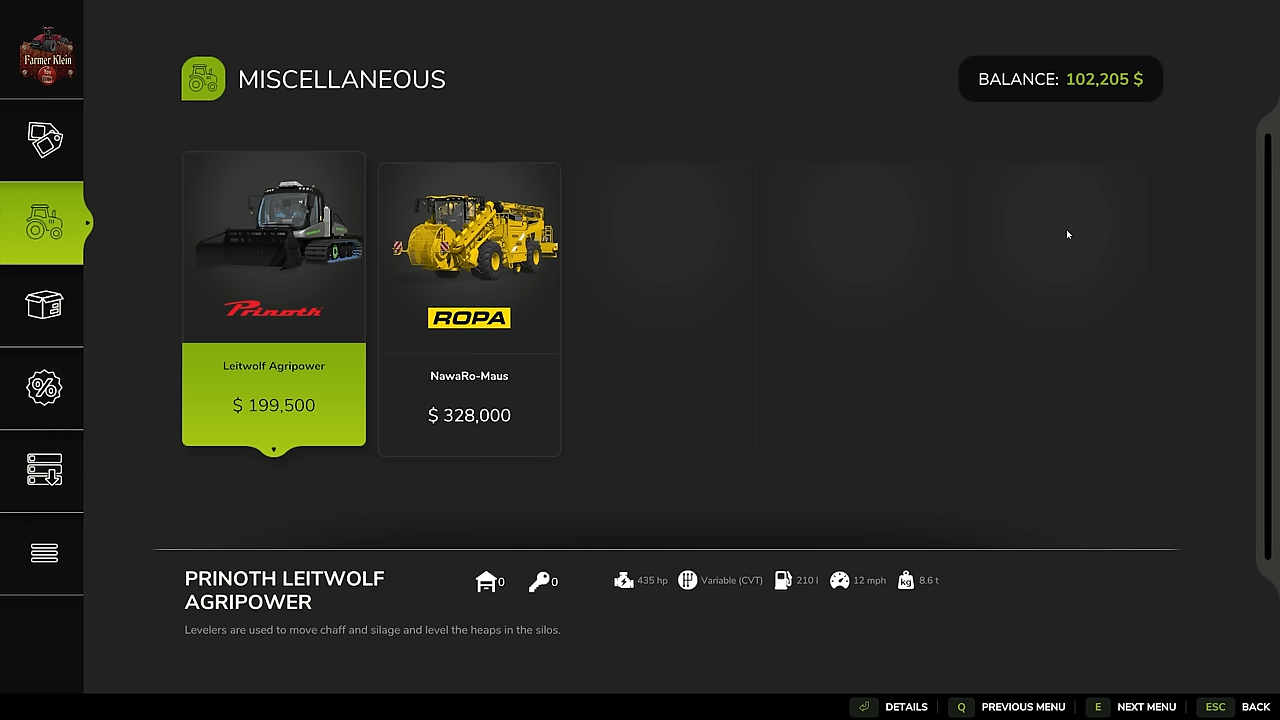 Farmer Klein
You
MISCELLANEOUS
BALANCE: 102,205 $
Prinoth
ROPA
Leitwolf Agripower
$ 199,500
NawaRo-Maus
$ 328,000
PRINOTH LEITWOLF
AGRIPOWER
0
0
435 hp
Variable (CVT)
210 l
12 mph
kg
8.6 t
Levelers are used to move chaff and silage and level the heaps in the silos.
DETAILS
Q PREVIOUS MENU
E NEXT MENU
ESC BACK